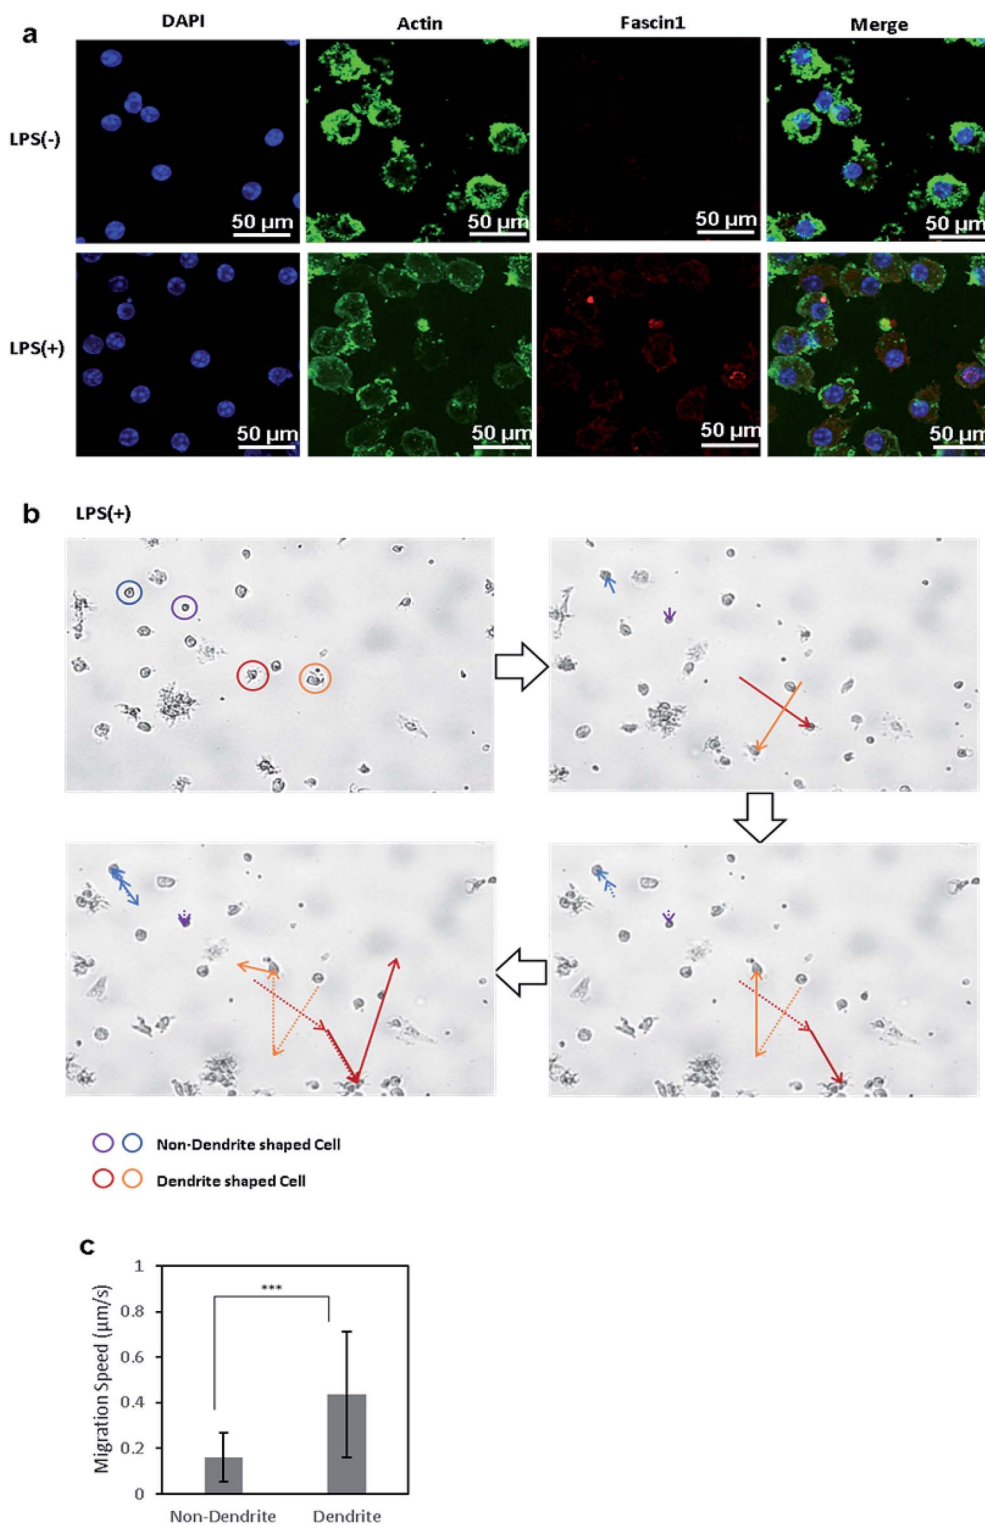 a
DAPI Actin Fascin1 Merge
LPS(-)
50 µm 50 µm 50 µm 50 µm
LPS(+)
50 µm 50 µm 50 µm 50 µm
b
LPS(+)
Non-Dendrite shaped Cell
Dendrite shaped Cell
c
Migration Speed (µm/s)
1
0.8
0.6
0.4
0.2
0
***
Non-Dendrite Dendrite